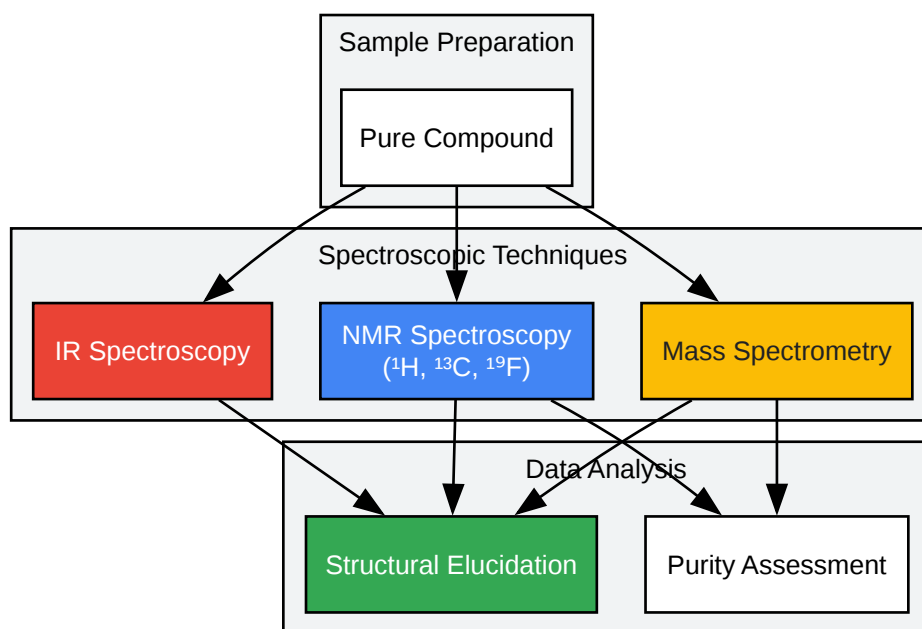 Sample Preparation
Pure Compound
Spectroscopic Techniques
IR Spectroscopy
NMR Spectroscopy
(¹H, ¹³C, ¹⁹F)
Mass Spectrometry
Data Analysis
Structural Elucidation
Purity Assessment